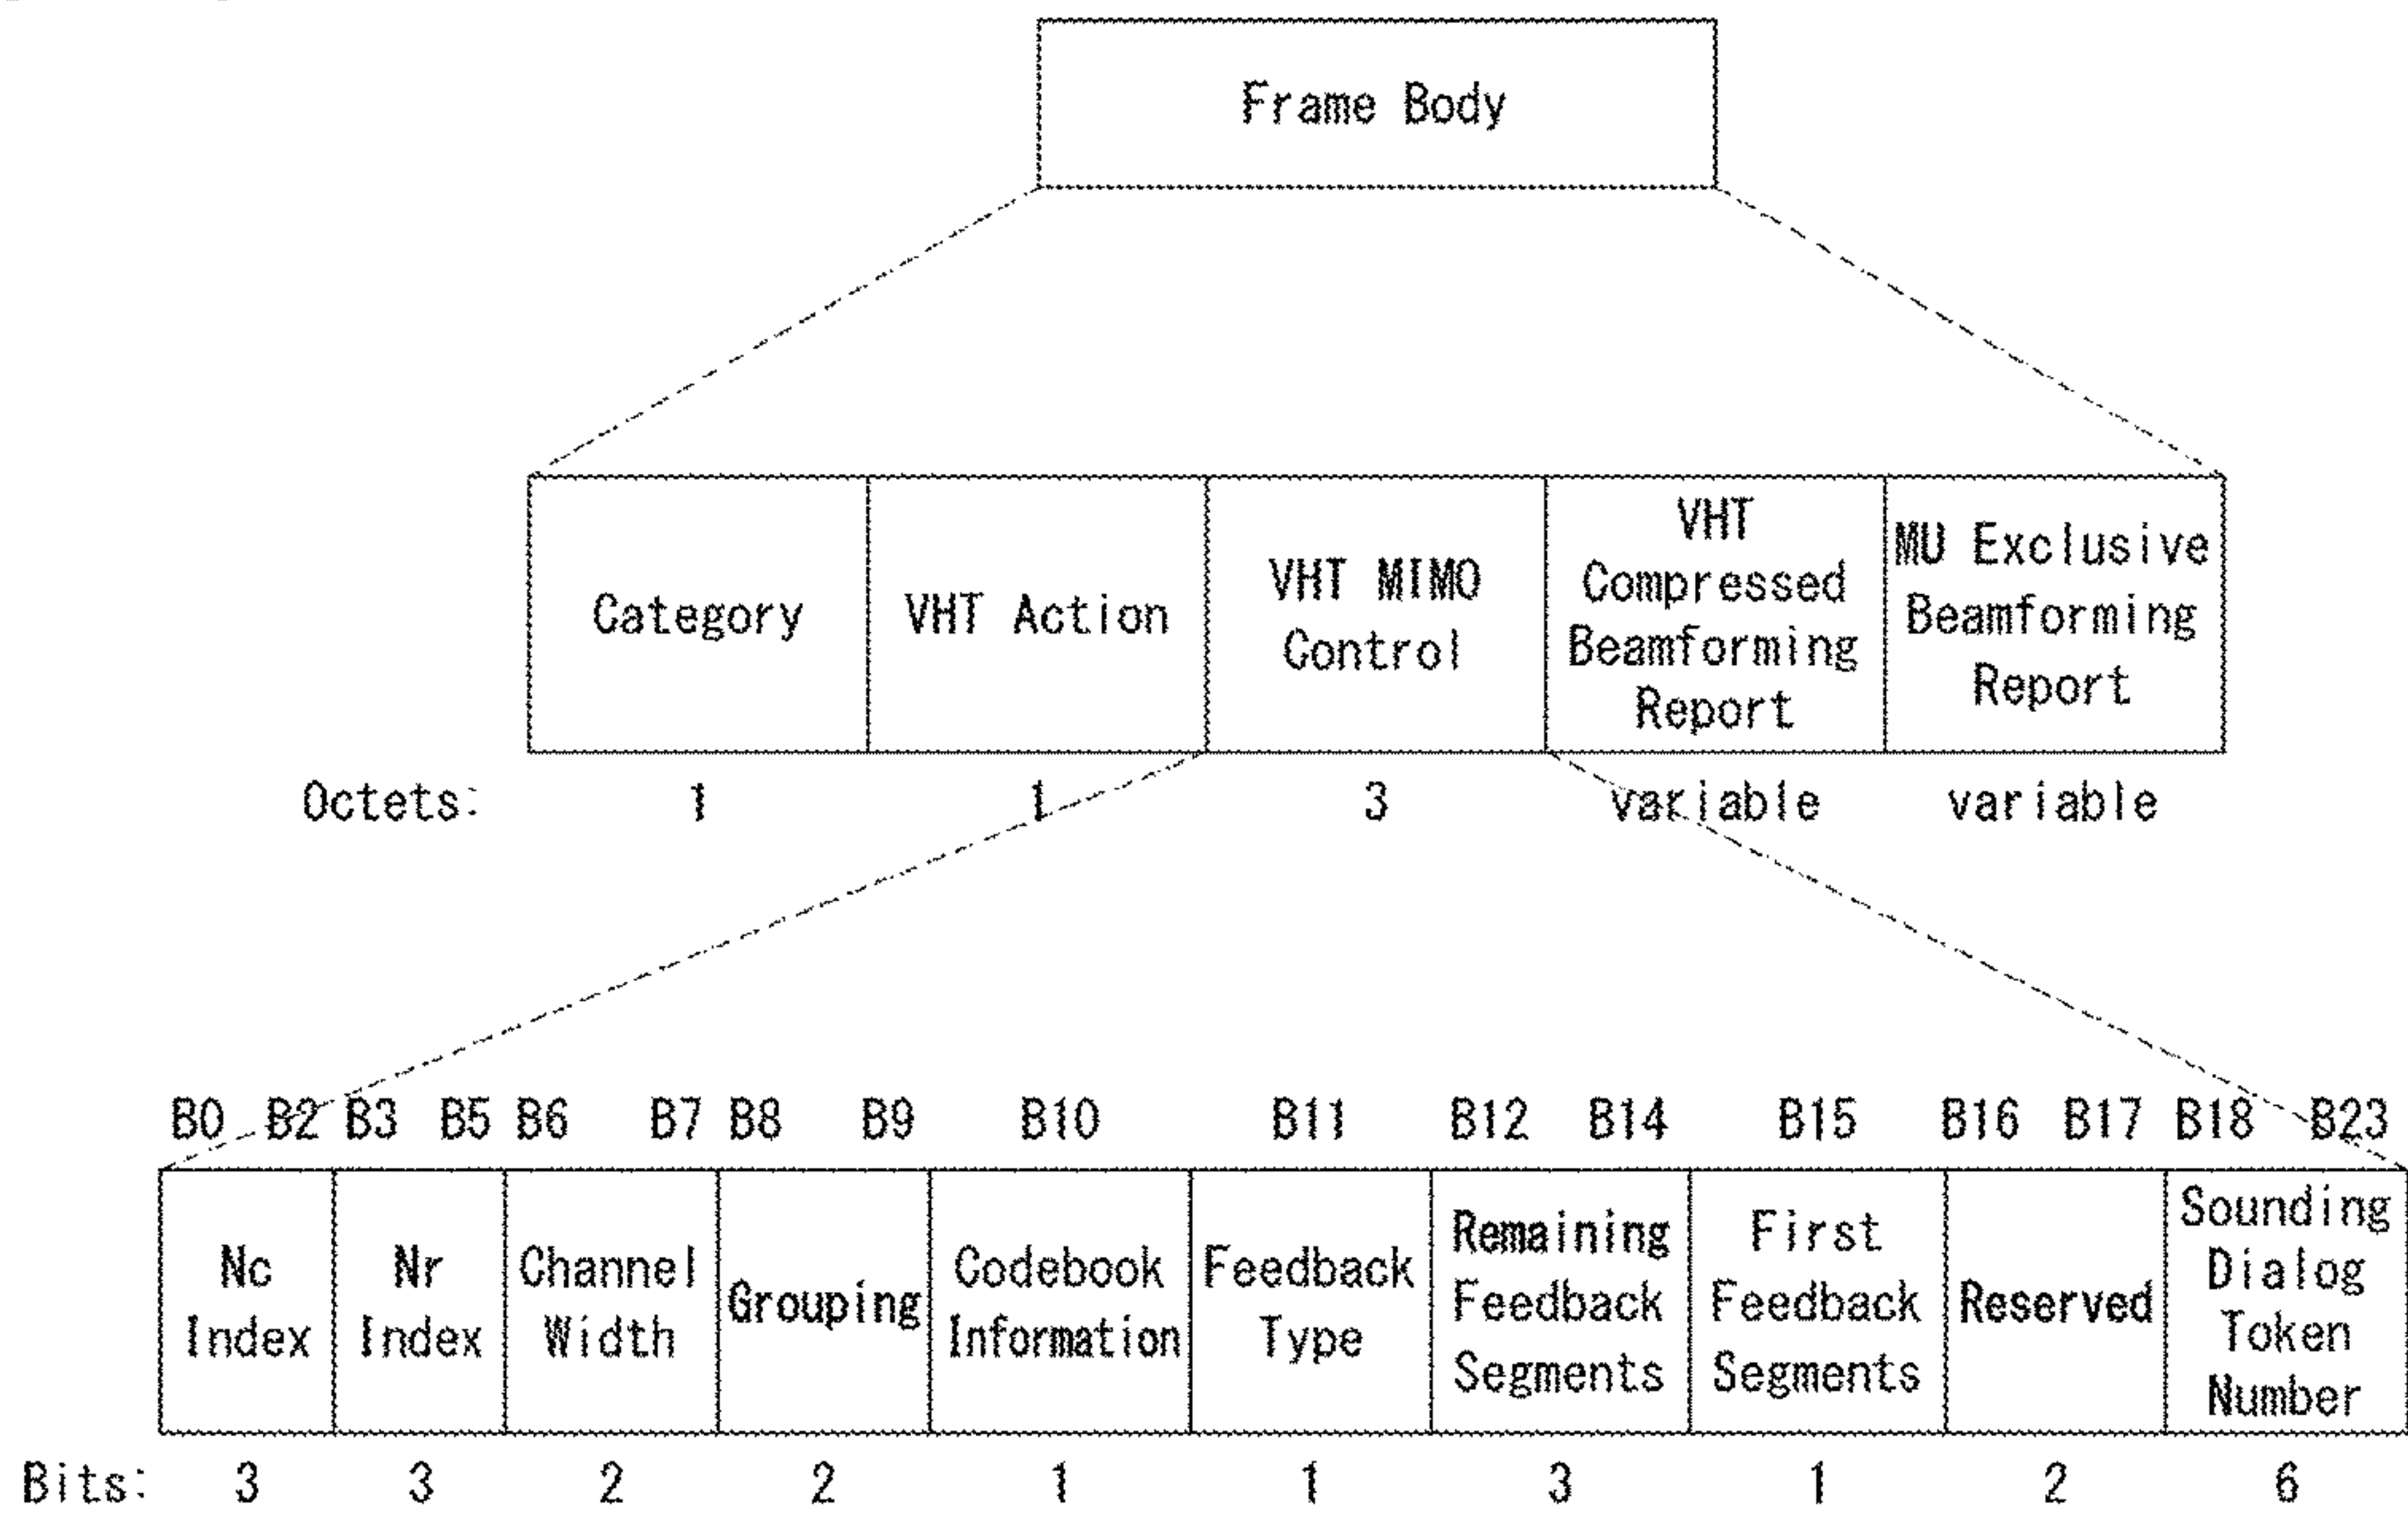 Frame Body
Category
VHT Action
VHT MIMO
Control
VHT
Compressed
Beamforming
Report
MU Exclusive
Beamforming
Report
Octets: 1 1 3 variable variable
B0 B2 B3 B5 B6 B7 B8 B9 B10 B11 B12 B14 B15 B16 B17 B18 B23
Nc
Index
Nr
Index
Channel
Width
Grouping
Codebook
Information
Feedback
Type
Remaining
Feedback
Segments
First
Feedback
Segments
Reserved
Sounding
Dialog
Token
Number
Bits: 3 3 2 2 1 1 3 1 2 6